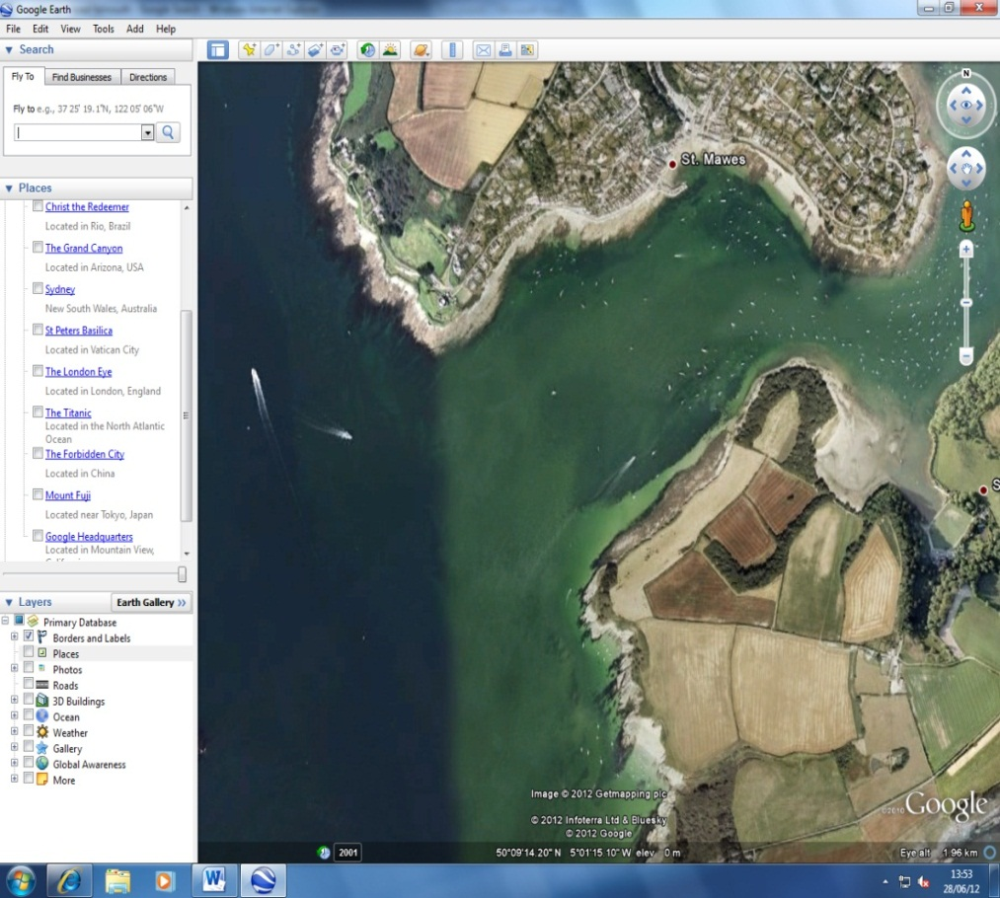 Google Earth
File Edit View Tools Add Help
Search
Fly To Find Businesses Directions
Fly to e.g., 37 25' 19.1"N, 122 05' 06"W
Places
Christ the Redeemer
Located in Rio, Brazil
The Grand Canyon
Located in Arizona, USA
Sydney
New South Wales, Australia
St Peters Basilica
Located in Vatican City
The London Eye
Located in London, England
The Titanic
Located in the North Atlantic
Ocean
The Forbidden City
Located in China
Mount Fuji
Located near Tokyo, Japan
Google Headquarters
Located in Mountain View,
Layers
Earth Gallery >>
Primary Database
Borders and Labels
Places
Photos
Roads
3D Buildings
Ocean
Weather
Gallery
Global Awareness
More
N
St. Mawes
S
Image © 2012 Getmapping plc
© 2012 Infoterra Ltd & Bluesky
© 2012 Google
©2010 Google
2001
50°09'14.20" N 5°01'15.10" W elev 0 m
Eye alt 1.96 km
W
13:53
28/06/12